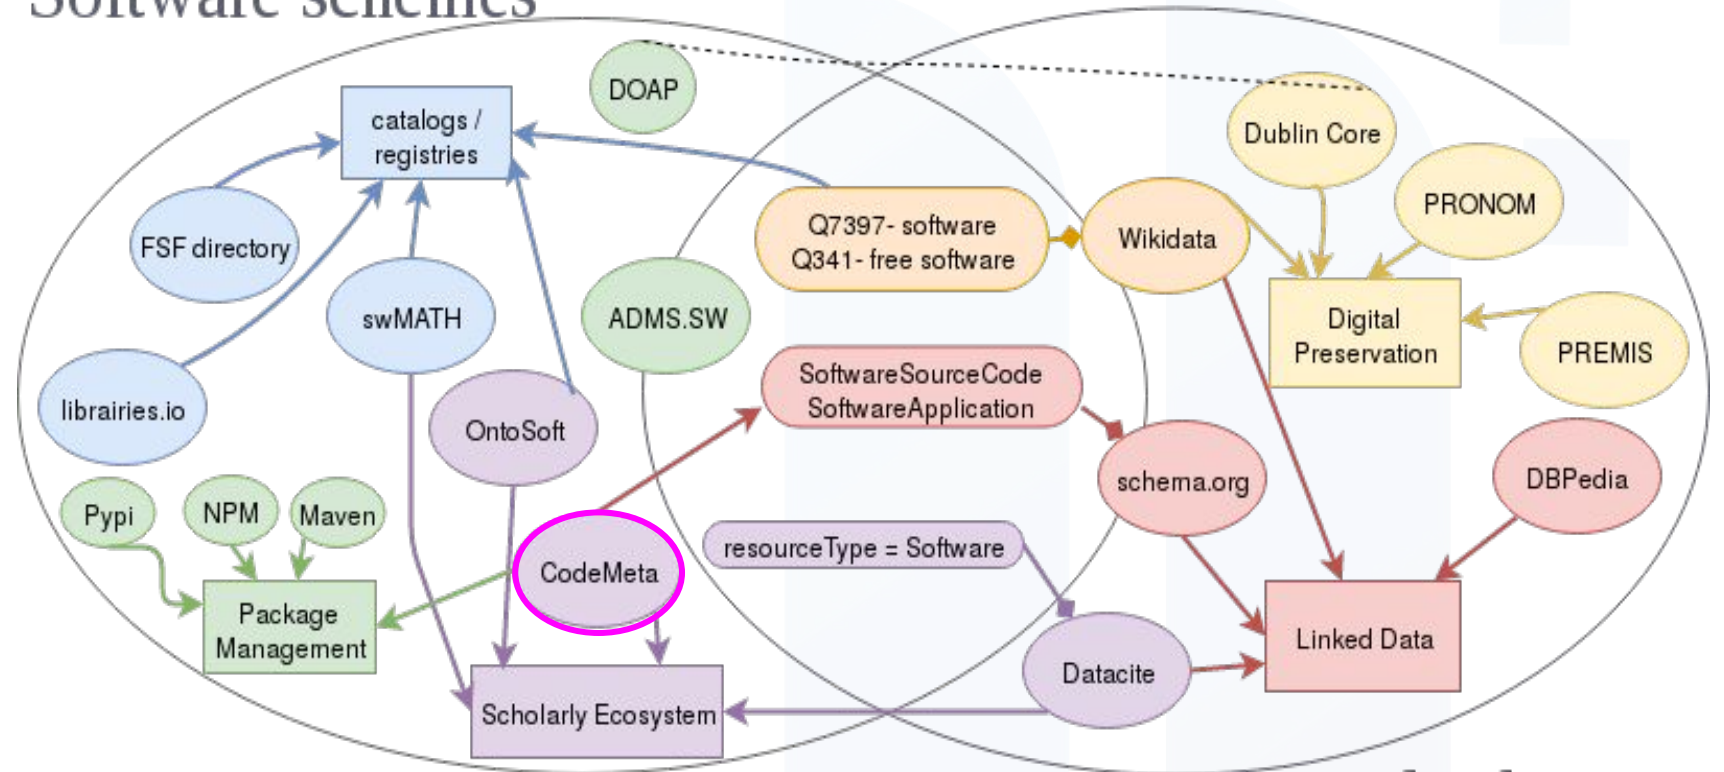 Software schemes
DOAP
catalogs /
registries
Dublin Core
PRONOM
FSF directory
Q7397- software
Q341- free software
Wikidata
swMATH
ADMS.SW
Digital
Preservation
PREMIS
librairies.io
OntoSoft
SoftwareSourceCode
SoftwareApplication
schema.org
DBPedia
Pypi
NPM
Maven
CodeMeta
resourceType = Software
Package
Management
Linked Data
Datacite
Scholarly Ecosystem